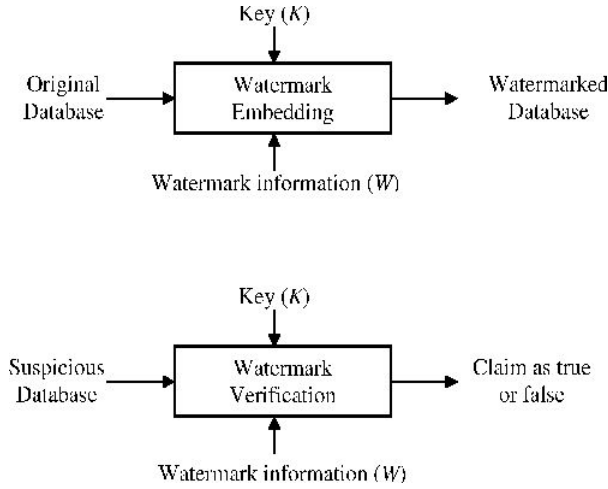 Key (K)
Original
Database
Watermark
Embedding
Watermarked
Database
Watermark information (W)
Key (K)
Suspicious
Database
Watermark
Verification
Claim as true
or false
Watermark information (W)